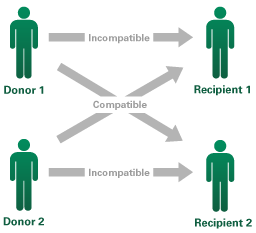 Incompatible
Donor 1
Recipient 1
Compatible
Incompatible
Donor 2
Recipient 2